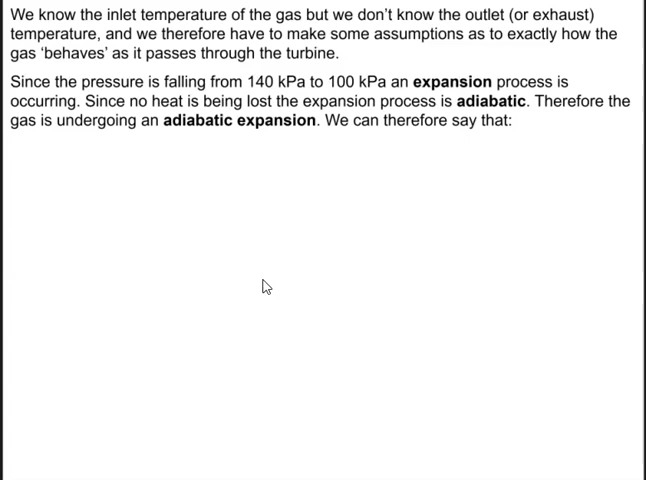 We know the inlet temperature of the gas but we don't know the outlet (or exhaust)
temperature, and we therefore have to make some assumptions as to exactly how the
gas 'behaves' as it passes through the turbine.
Since the pressure is falling from 140 kPa to 100 kPa an expansion process is
occurring. Since no heat is being lost the expansion process is adiabatic. Therefore the
gas is undergoing an adiabatic expansion. We can therefore say that: